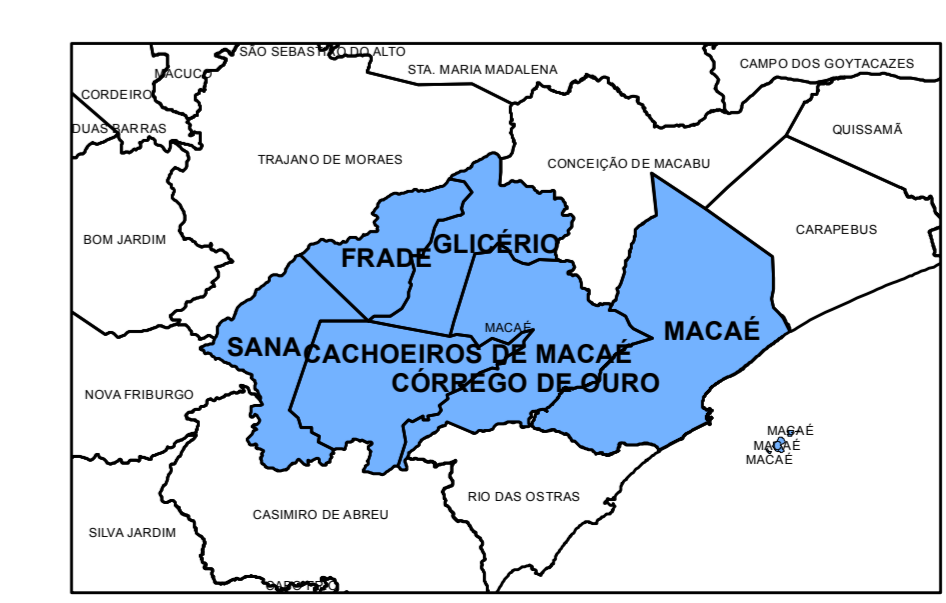 SÃO SEBASTIÃO DO ALTO
CAMPO DOS GOYTACAZES
STA. MARIA MADALENA
MACUCO
CORDEIRO
DUAS BARRAS
QUISSAMÃ
TRAJANO DE MORAES
CONCEIÇÃO DE MACABU
CARAPEBUS
BOM JARDIM
GLICÉRIO
FRADE
MACAÉ
MACAÉ
SANA
CACHOEIROS DE MACAÉ
CÓRREGO DE OURO
NOVA FRIBURGO
MACAÉ
MACAÉ
MACAÉ
RIO DAS OSTRAS
CASIMIRO DE ABREU
SILVA JARDIM
CABO FRIO